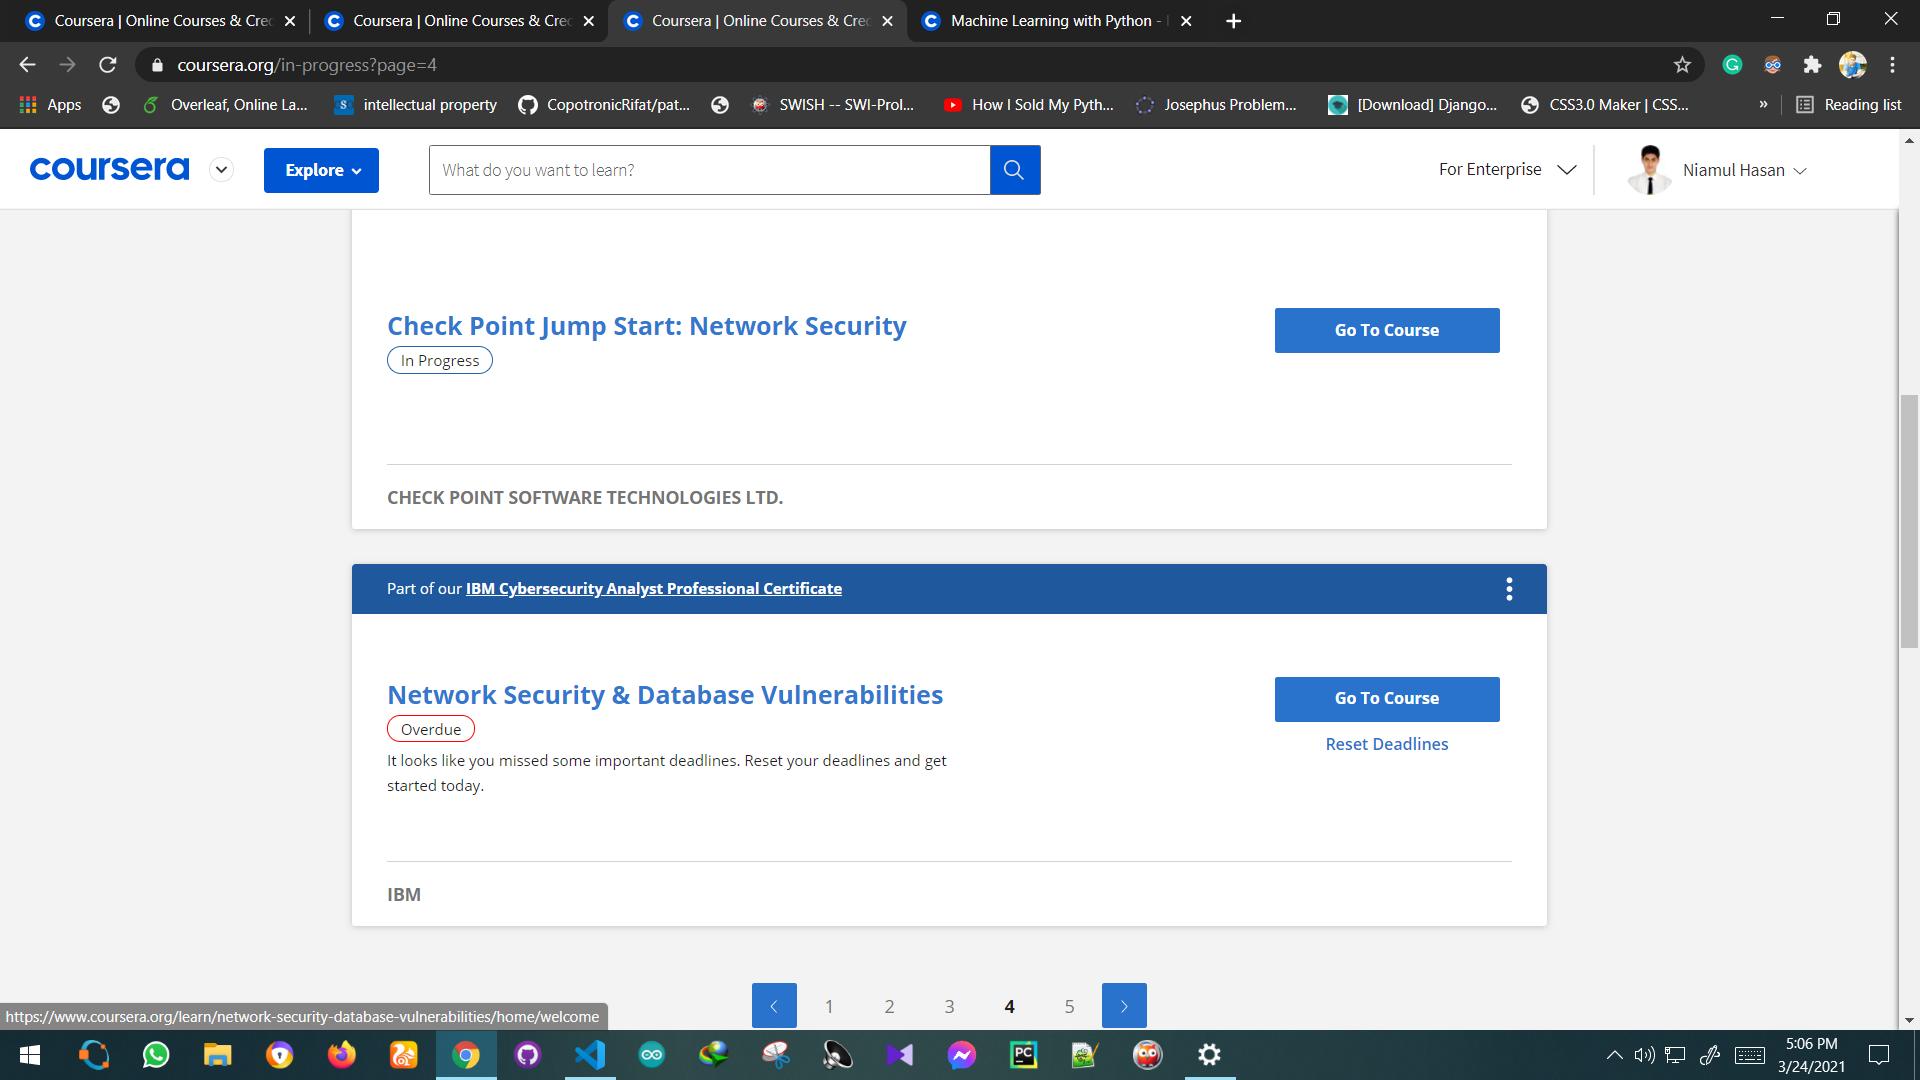 Coursera | Online Courses & Cred
Coursera | Online Courses & Cred
Coursera | Online Courses & Cred
Machine Learning with Python -
coursera.org/in-progress?page=4
Apps
Overleaf, Online La...
intellectual property
CopotronicRifat/pat...
SWISH -- SWI-Prol...
How I Sold My Pyth...
Josephus Problem...
[Download] Django...
CSS3.0 Maker | CSS...
»
Reading list
coursera
Explore
What do you want to learn?
For Enterprise
Niamul Hasan
Check Point Jump Start: Network Security
Go To Course
In Progress
CHECK POINT SOFTWARE TECHNOLOGIES LTD.
Part of our IBM Cybersecurity Analyst Professional Certificate
Network Security & Database Vulnerabilities
Go To Course
Overdue
Reset Deadlines
It looks like you missed some important deadlines. Reset your deadlines and get
started today.
IBM
1 2 3 4 5
https://www.coursera.org/learn/network-security-database-vulnerabilities/home/welcome
PC
5:06 PM
3/24/2021